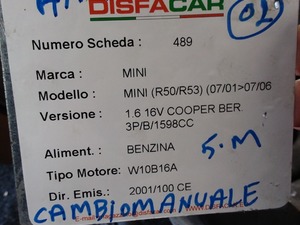 DISFACAR
02
Numero Scheda : 489
Marca : MINI
Modello : MINI (R50/R53) (07/01>07/06
Versione : 1.6 16V COOPER BER.
3P/B/1598CC
Aliment. : BENZINA
5.M
Tipo Motore: W10B16A
Dir. Emis.: 2001/100 CE
CAMBIO MANUALE